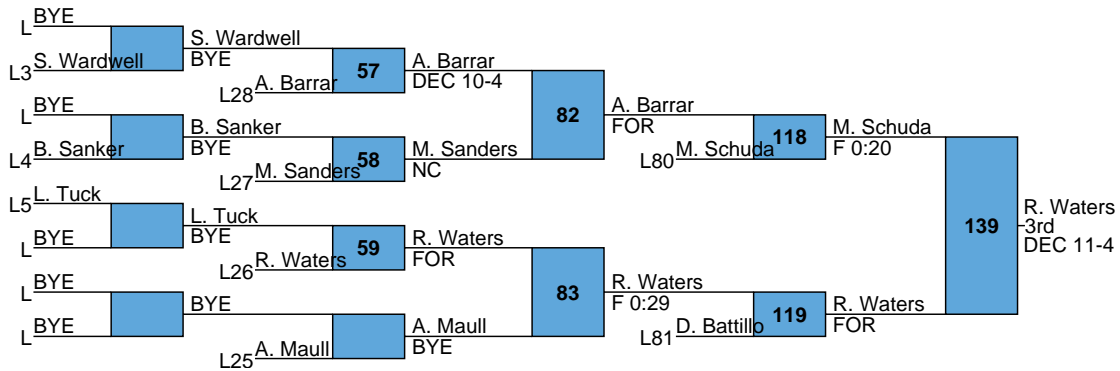 L BYE
L3 S. Wardwell
S. Wardwell
BYE
57
L28 A. Barrar
A. Barrar
DEC 10-4
L BYE
L4 B. Sanker
B. Sanker
BYE
58
L27 M. Sanders
M. Sanders
NC
82
A. Barrar
FOR
L80 M. Schuda
118
M. Schuda
F 0:20
L5 L. Tuck
L BYE
L. Tuck
BYE
59
L26 R. Waters
R. Waters
FOR
L BYE
L BYE
BYE
L25 A. Maull
A. Maull
BYE
83
R. Waters
F 0:29
L81 D. Battillo
119
R. Waters
FOR
139
R. Waters
3rd
DEC 11-4